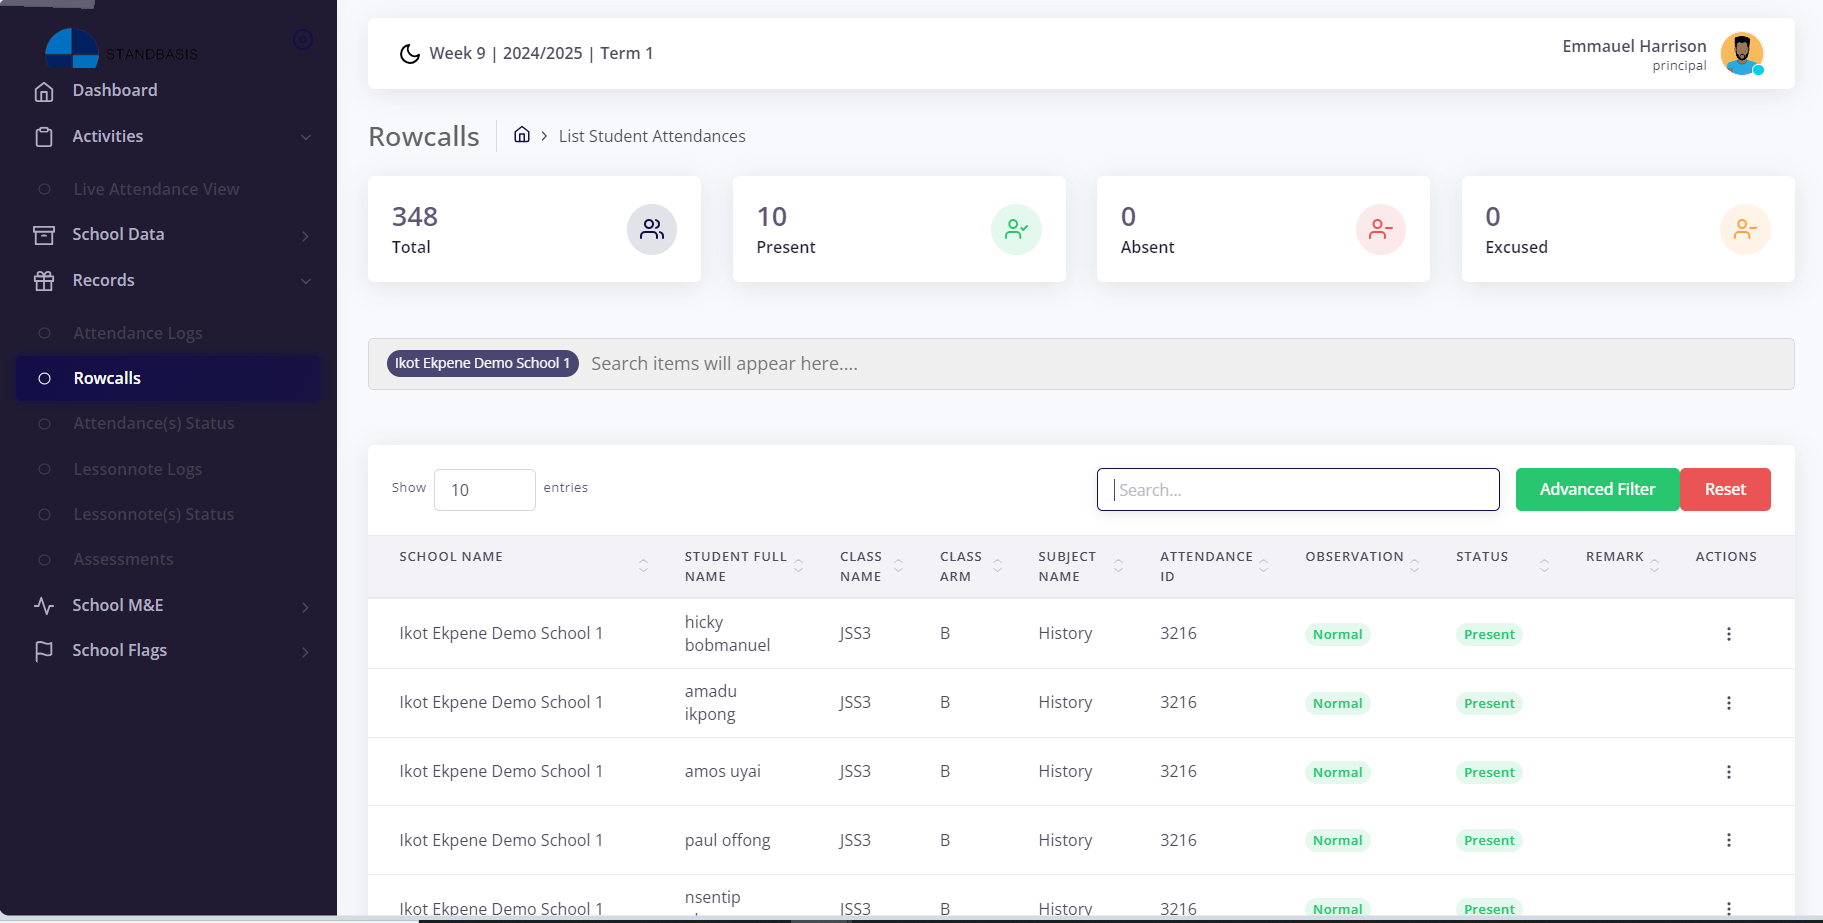 STANDBASIS
Dashboard
Activities
Live Attendance View
School Data
Records
Attendance Logs
Rowcalls
Attendance(s) Status
Lessonnote Logs
Lessonnote(s) Status
Assessments
School M&E
School Flags
Week 9 | 2024/2025 | Term 1
Emmauel Harrison
principal
Rowcalls
List Student Attendances
348
Total
10
Present
0
Absent
0
Excused
Ikot Ekpene Demo School 1 Search items will appear here....
Show 10 entries
Search...
Advanced Filter
Reset
SCHOOL NAME
STUDENT FULL
NAME
CLASS
NAME
CLASS
ARM
SUBJECT
NAME
ATTENDANCE
ID
OBSERVATION
STATUS
REMARK
ACTIONS
Ikot Ekpene Demo School 1
hicky
bobmanuel
JSS3 B History 3216 Normal Present
Ikot Ekpene Demo School 1
amadu
ikpong
JSS3 B History 3216 Normal Present
Ikot Ekpene Demo School 1 amos uyai JSS3 B History 3216 Normal Present
Ikot Ekpene Demo School 1 paul offong JSS3 B History 3216 Normal Present
Ikot Ekpene Demo School 1
nsentip
JSS3 B History 3216 Normal Present